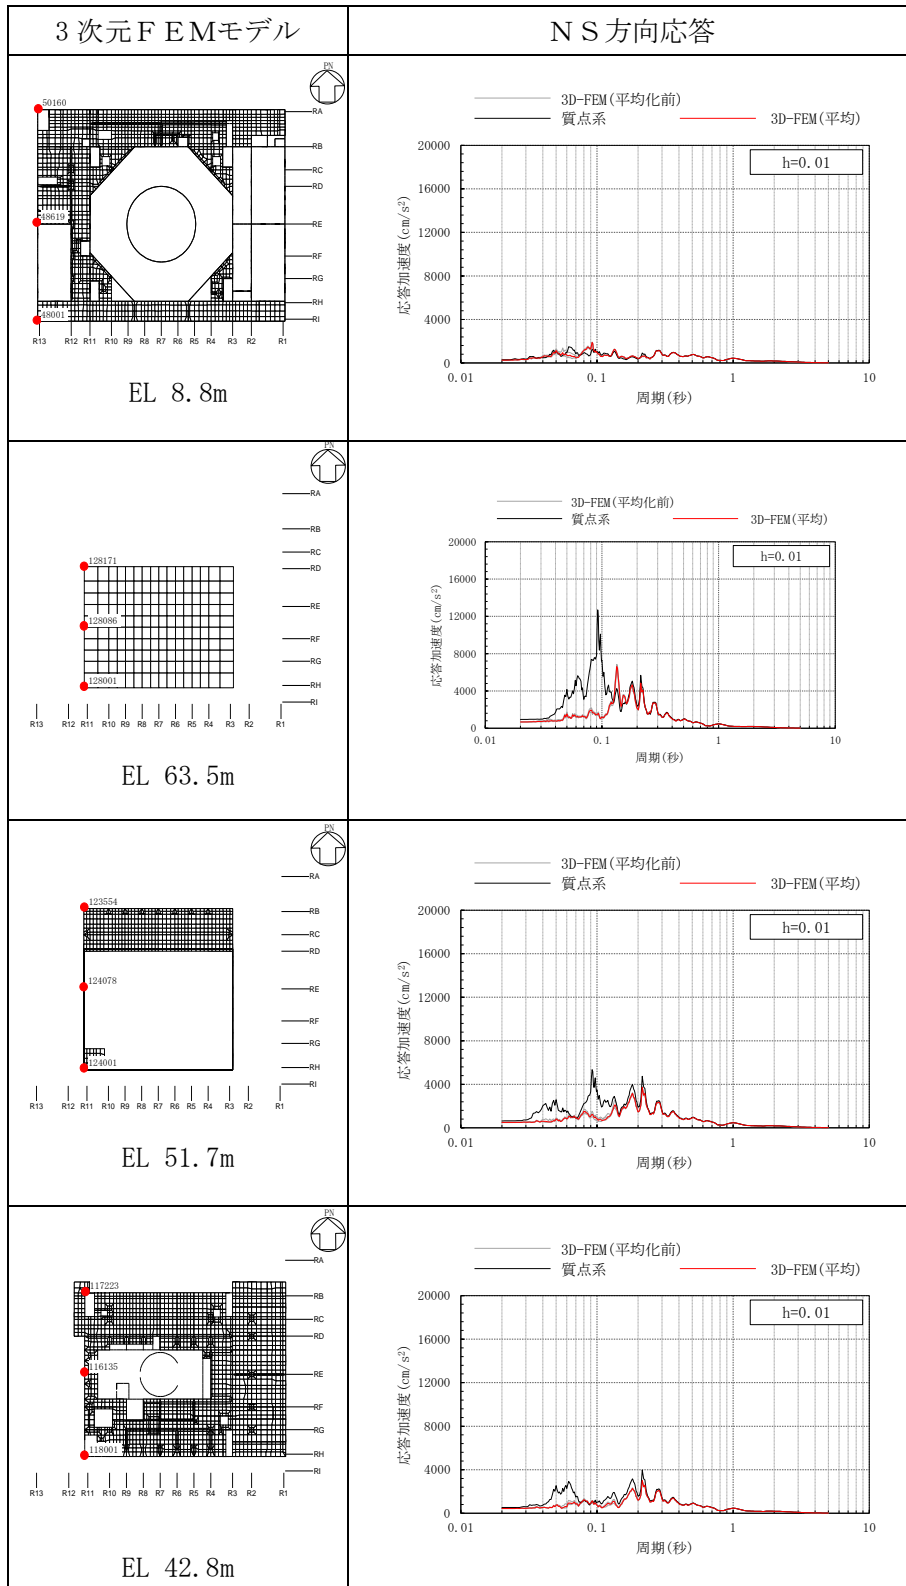 3次元FEMモデル
NS方向応答
PN
50160
48619
48001
RA
RB
RC
RD
RE
RF
RG
RH
RI
R13 R12 R11 R10 R9 R8 R7 R6 R5 R4 R3 R2 R1
EL 8.8m
3D-FEM(平均化前)
質点系
3D-FEM(平均)
h=0.01
応答加速度(cm/s²)
20000
16000
12000
8000
4000
0
0.01 0.1 1 10
周期(秒)
PN
128171
128086
128001
RA
RB
RC
RD
RE
RF
RG
RH
RI
R13 R12 R11 R10 R9 R8 R7 R6 R5 R4 R3 R2 R1
EL 63.5m
3D-FEM(平均化前)
質点系
3D-FEM(平均)
h=0.01
応答加速度(cm/s²)
20000
16000
12000
8000
4000
0
0.01 0.1 1 10
周期(秒)
PN
123554
124078
124001
RA
RB
RC
RD
RE
RF
RG
RH
RI
R13 R12 R11 R10 R9 R8 R7 R6 R5 R4 R3 R2 R1
EL 51.7m
3D-FEM(平均化前)
質点系
3D-FEM(平均)
h=0.01
応答加速度(cm/s²)
20000
16000
12000
8000
4000
0
0.01 0.1 1 10
周期(秒)
PN
117223
116135
118001
RA
RB
RC
RD
RE
RF
RG
RH
RI
R13 R12 R11 R10 R9 R8 R7 R6 R5 R4 R3 R2 R1
EL 42.8m
3D-FEM(平均化前)
質点系
3D-FEM(平均)
h=0.01
応答加速度(cm/s²)
20000
16000
12000
8000
4000
0
0.01 0.1 1 10
周期(秒)